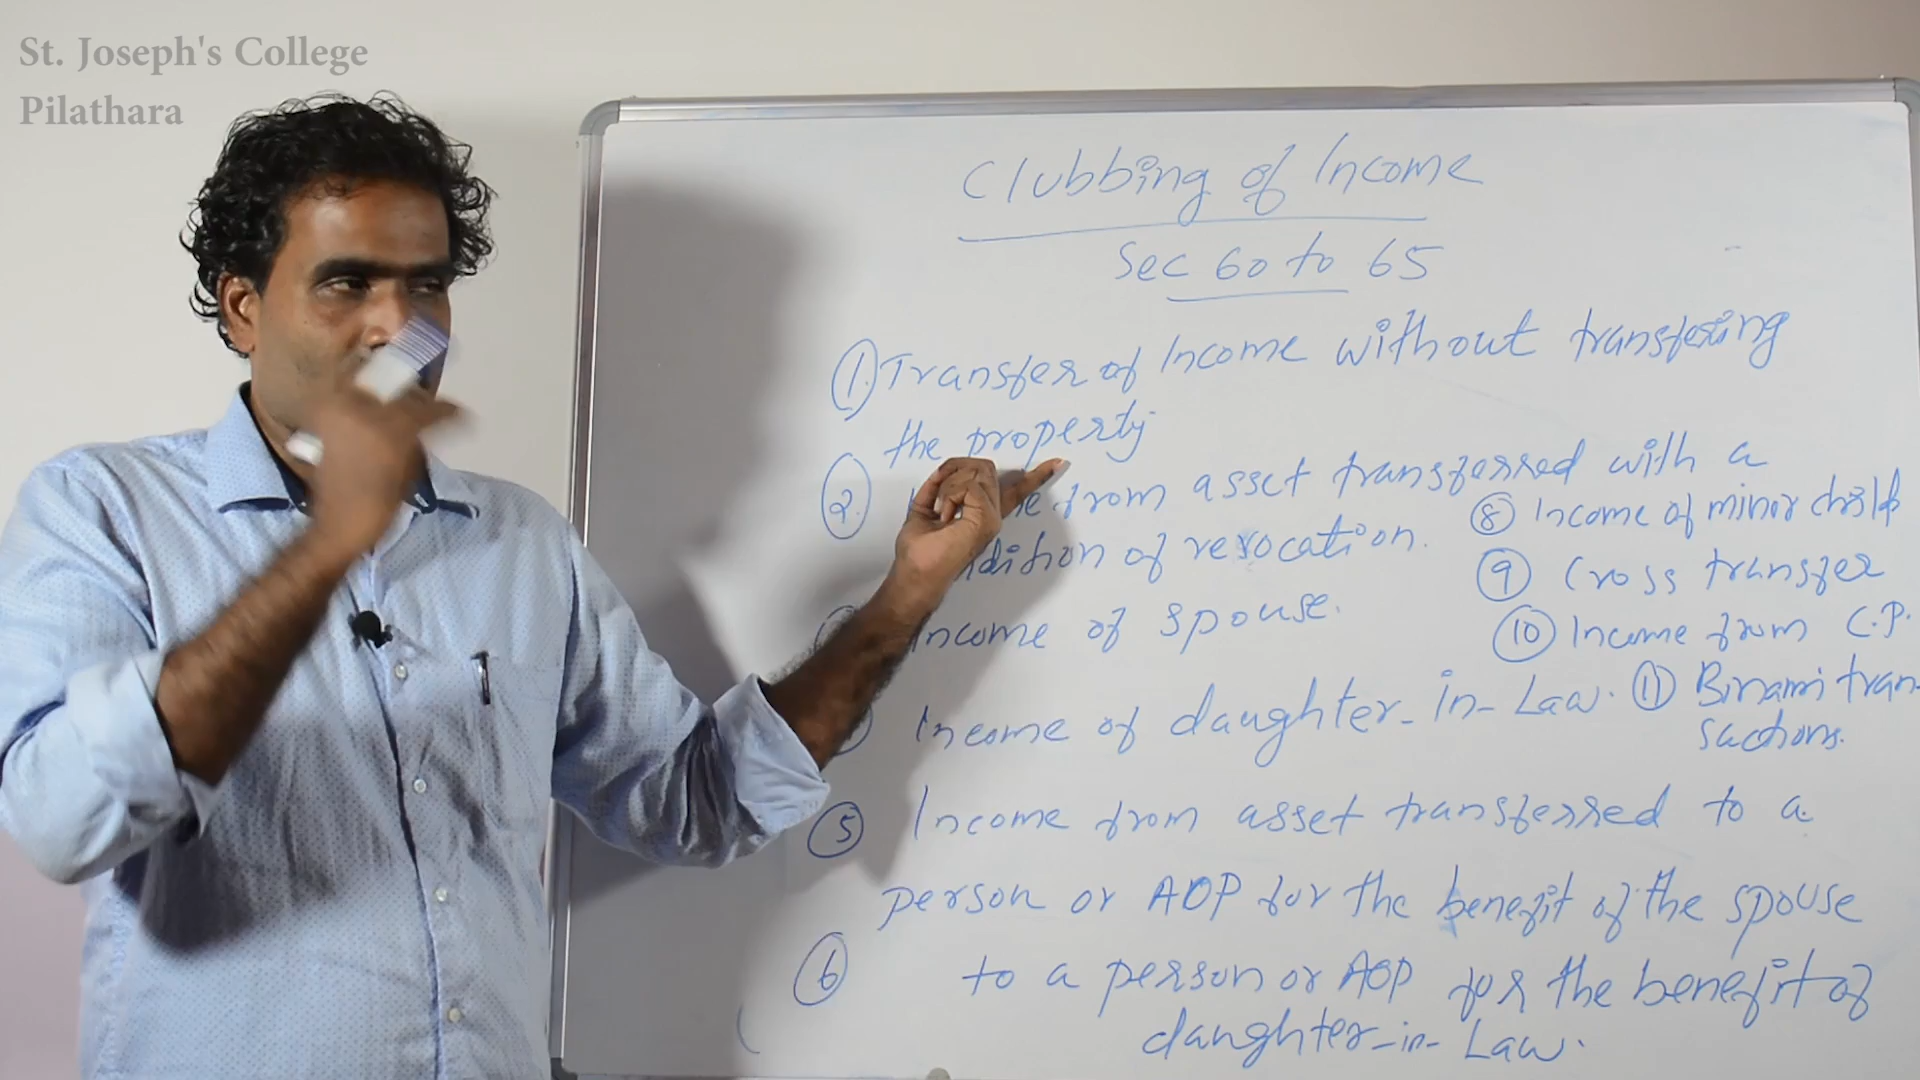 St. Joseph's College
Pilathara
Clubbing of Income
Sec 60 to 65
① Transfer of Income without transfering
the property
② from asset transferred with a
of revocation.
Income of spouse.
Income of daughter-in-Law.
⑤ Income from asset transferred to a
person or AOP for the benefit of the spouse
⑥ to a person or AOP for the benefit of
daughter-in-Law.
⑧ Income of minor child
⑨ Cross transfer
⑩ Income from C.P.
⑪ Binami tran-
sactions.